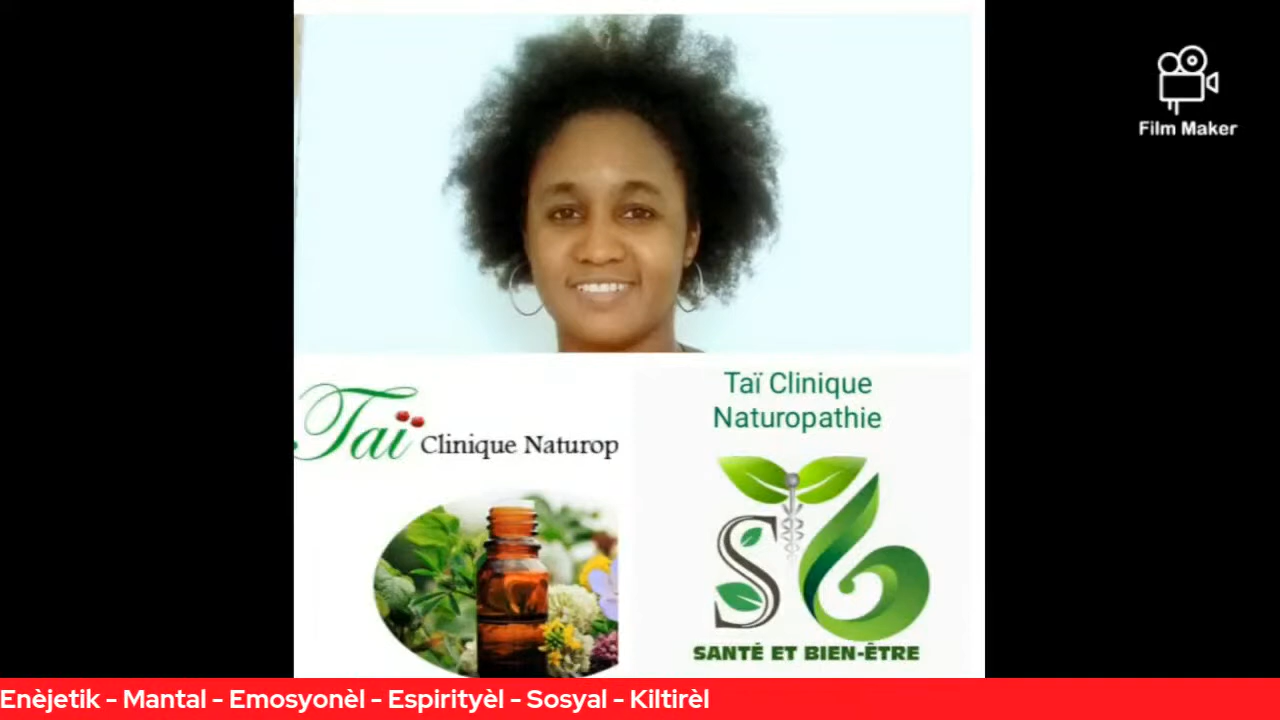 Film Maker
Taï Clinique Naturop
Taï Clinique
Naturopathie
S
SANTÉ ET BIEN-ÊTRE
Enèjetik - Mantal - Emosyonèl - Espirityèl - Sosyal - Kiltirèl